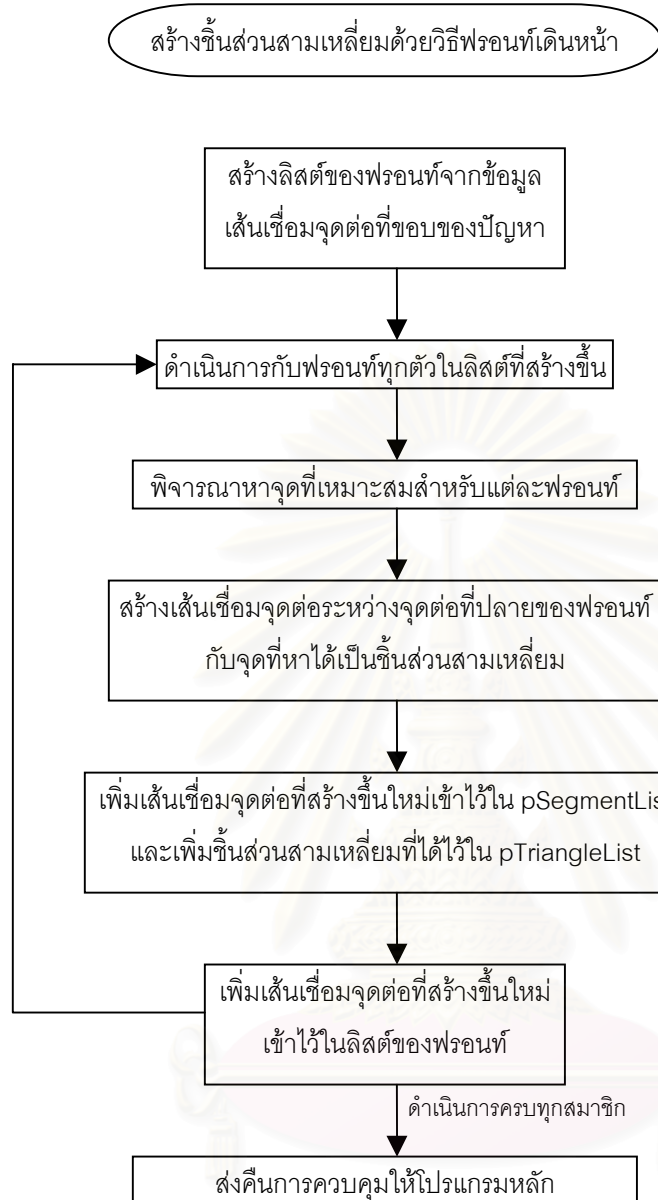 สร้างชิ้นส่วนสามเหลี่ยมด้วยวิธีฟรอนท์เดินหน้า
สร้างลิสต์ของฟรอนท์จากข้อมูล
เส้นเชื่อมจุดต่อที่ขอบของปัญหา
ดำเนินการกับฟรอนท์ทุกตัวในลิสต์ที่สร้างขึ้น
พิจารณาหาจุดที่เหมาะสมสำหรับแต่ละฟรอนท์
สร้างเส้นเชื่อมจุดต่อระหว่างจุดต่อที่ปลายของฟรอนท์
กับจุดที่หาได้เป็นชิ้นส่วนสามเหลี่ยม
เพิ่มเส้นเชื่อมจุดต่อที่สร้างขึ้นใหม่เข้าไว้ใน pSegmentLis
และเพิ่มชิ้นส่วนสามเหลี่ยมที่ได้ไว้ใน pTriangleList
เพิ่มเส้นเชื่อมจุดต่อที่สร้างขึ้นใหม่
เข้าไว้ในลิสต์ของฟรอนท์
ดำเนินการครบทุกสมาชิก
ส่งคืนการควบคุมให้โปรแกรมหลัก